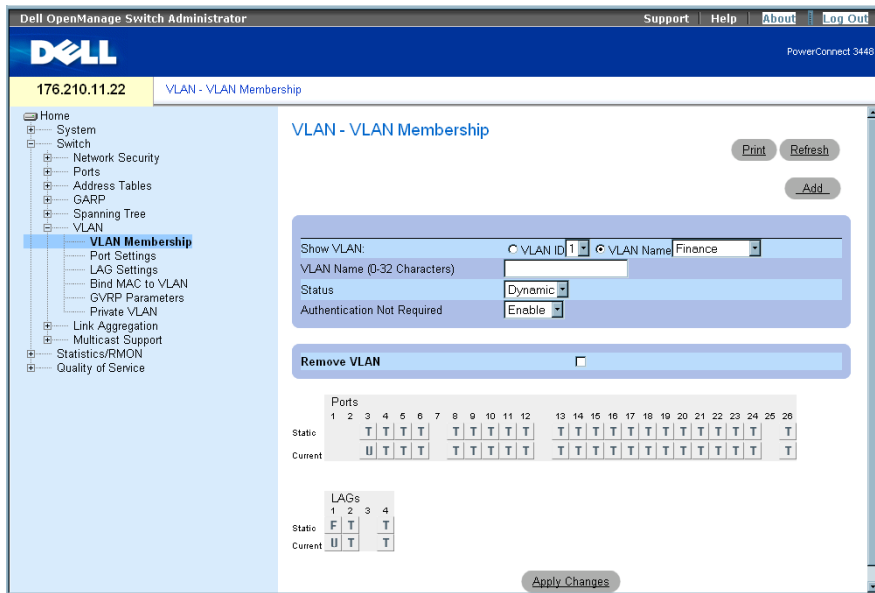 Dell OpenManage Switch Administrator Support Help About Log Out
DELL
PowerConnect 3448
176.210.11.22 VLAN - VLAN Membership
Home
System
Switch
Network Security
Ports
Address Tables
GARP
Spanning Tree
VLAN
VLAN Membership
Port Settings
LAG Settings
Bind MAC to VLAN
GVRP Parameters
Private VLAN
Link Aggregation
Multicast Support
Statistics/RMON
Quality of Service
VLAN - VLAN Membership
Print Refresh
Add
Show VLAN: VLAN ID 1 VLAN Name Finance
VLAN Name (0-32 Characters)
Status Dynamic
Authentication Not Required Enable
Remove VLAN
Ports
1 2 3 4 5 6 7 8 9 10 11 12 13 14 15 16 17 18 19 20 21 22 23 24 25 26
Static T T T T T T T T T T T T T T T T T T T T T T
Current U T T T T T T T T T T T T T T T T T T T T T
LAGs
1 2 3 4
Static F T T
Current U T T
Apply Changes